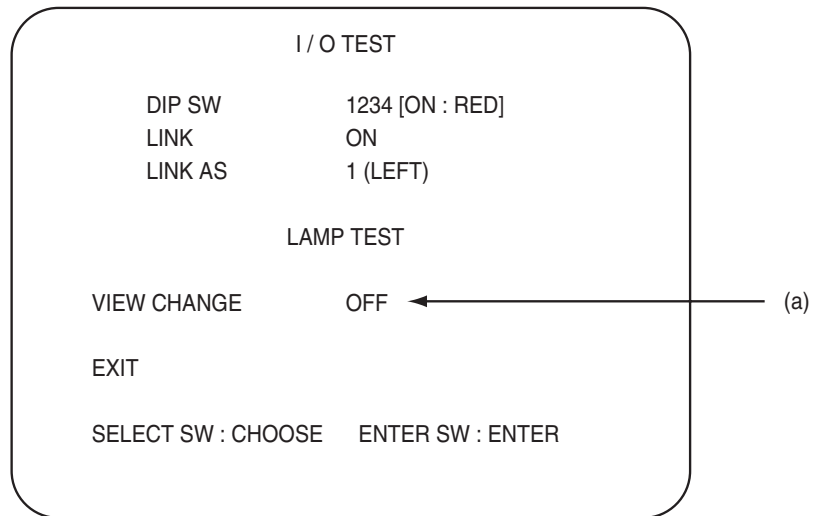 I / O TEST
DIP SW 1234 [ON : RED]
LINK ON
LINK AS 1 (LEFT)
LAMP TEST
VIEW CHANGE OFF (a)
EXIT
SELECT SW : CHOOSE ENTER SW : ENTER